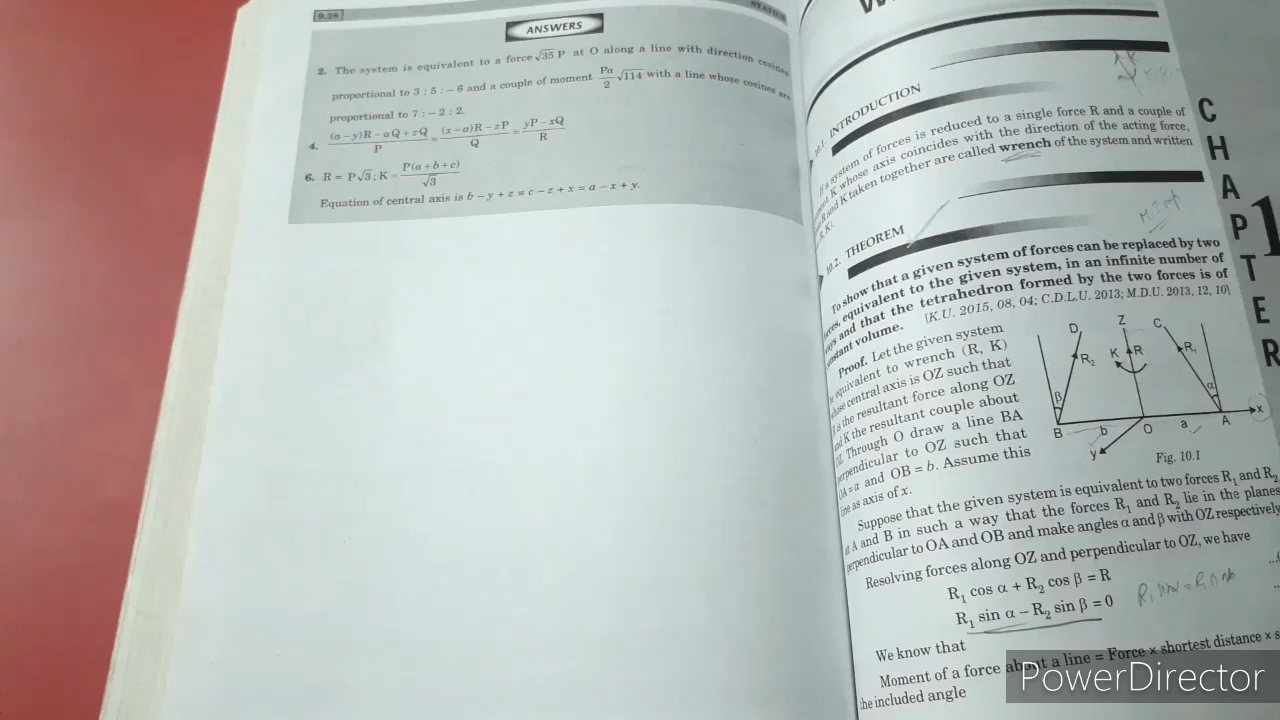 9.28
STATICS
ANSWERS
2. The system is equivalent to a force √35 P at O along a line with direction cosines
proportional to 3 : 5 : – 6 and a couple of moment Pa/2 √114 with a line whose cosines are
proportional to 7 : – 2 : 2.
4. (a – y)R – aQ + zQ / P = (x – a)R – zP / Q = yP – xQ / R
6. R = P√3 ; K = P(a + b + c) / √3
Equation of central axis is b – y + z = c – z + x = a – x + y.
CHAPTER
1
10.1. INTRODUCTION
If a system of forces is reduced to a single force R and a couple of
K whose axis coincides with the direction of the acting force,
R and K taken together are called wrench of the system and written
(R, K).
10.2. THEOREM
To show that a given system of forces can be replaced by two
equivalent to the given system, in an infinite number of
and that the tetrahedron formed by the two forces is of
volume. [K.U. 2015, 08, 04; C.D.L.U. 2013; M.D.U. 2013, 12, 10]
Proof. Let the given system
equivalent to wrench (R, K)
central axis is OZ such that
is the resultant force along OZ
K the resultant couple about
OZ. Through O draw a line BA
perpendicular to OZ such that
OA = a and OB = b. Assume this
as axis of x.
D Z C
R₂ K R R₁
β α
B b O a A x
y
Fig. 10.1
Suppose that the given system is equivalent to two forces R₁ and R₂
at A and B in such a way that the forces R₁ and R₂ lie in the planes
perpendicular to OA and OB and make angles α and β with OZ respectively
Resolving forces along OZ and perpendicular to OZ, we have
R₁ cos α + R₂ cos β = R
R₁ sin α – R₂ sin β = 0
We know that
Moment of a force about a line = Force × shortest distance × s
the included angle
PowerDirector